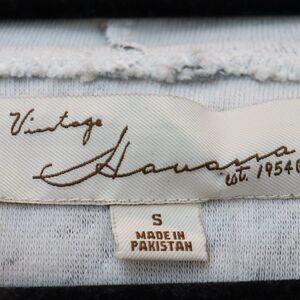 Vintage
Havana
est. 1954
S
MADE IN
PAKISTAN